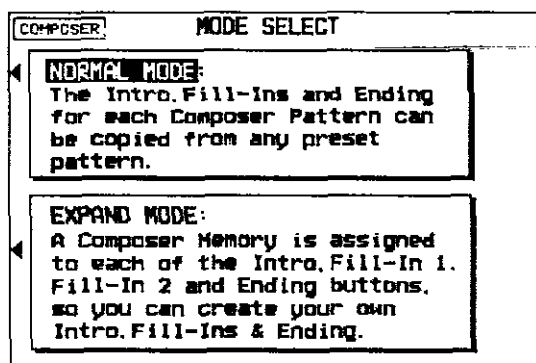 COMPOSER MODE SELECT
NORMAL MODE:
The Intro,Fill-Ins and Ending
for each Composer Pattern can
be copied from any preset
pattern.
EXPAND MODE:
A Composer Memory is assigned
to each of the Intro,Fill-In 1,
Fill-In 2 and Ending buttons,
so you can create your own
Intro,Fill-Ins & Ending.